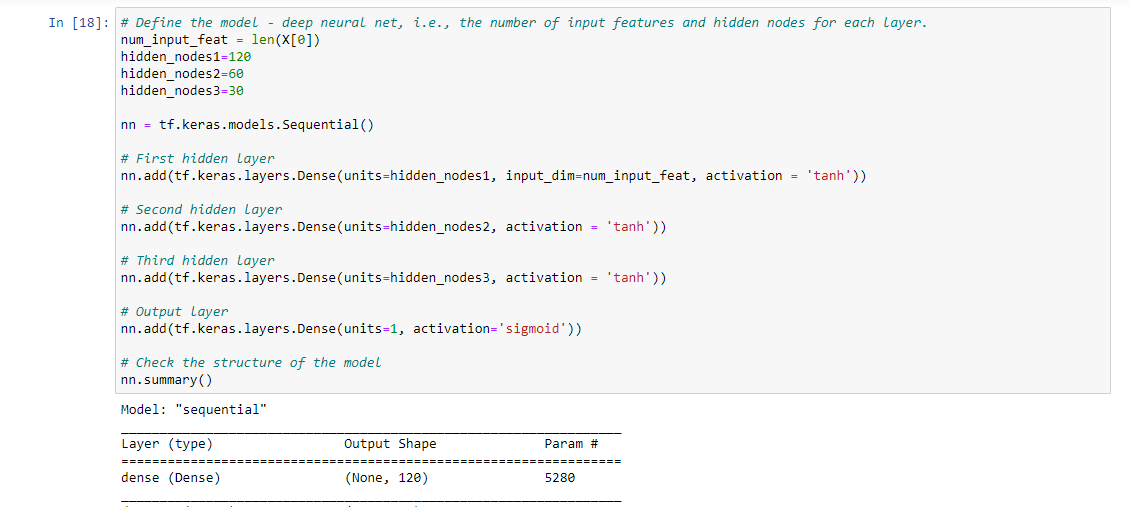 In [18]: # Define the model - deep neural net, i.e., the number of input features and hidden nodes for each layer.
num_input_feat = len(X[0])
hidden_nodes1=120
hidden_nodes2=60
hidden_nodes3=30
nn = tf.keras.models.Sequential()
# First hidden layer
nn.add(tf.keras.layers.Dense(units=hidden_nodes1, input_dim=num_input_feat, activation = 'tanh'))
# Second hidden layer
nn.add(tf.keras.layers.Dense(units=hidden_nodes2, activation = 'tanh'))
# Third hidden layer
nn.add(tf.keras.layers.Dense(units=hidden_nodes3, activation = 'tanh'))
# Output layer
nn.add(tf.keras.layers.Dense(units=1, activation='sigmoid'))
# Check the structure of the model
nn.summary()
Model: "sequential"
Layer (type) Output Shape Param #
dense (Dense) (None, 120) 5280